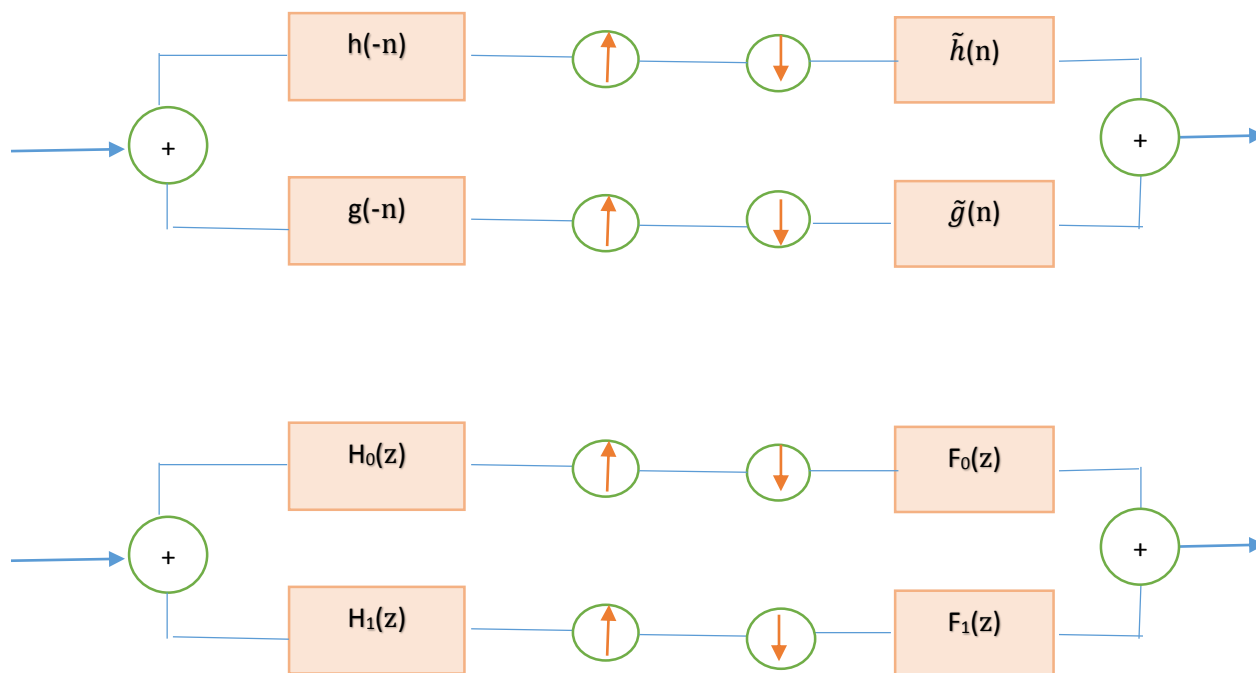 h(-n)
h̃(n)
+
+
g(-n)
g̃(n)
H₀(z)
F₀(z)
+
+
H₁(z)
F₁(z)